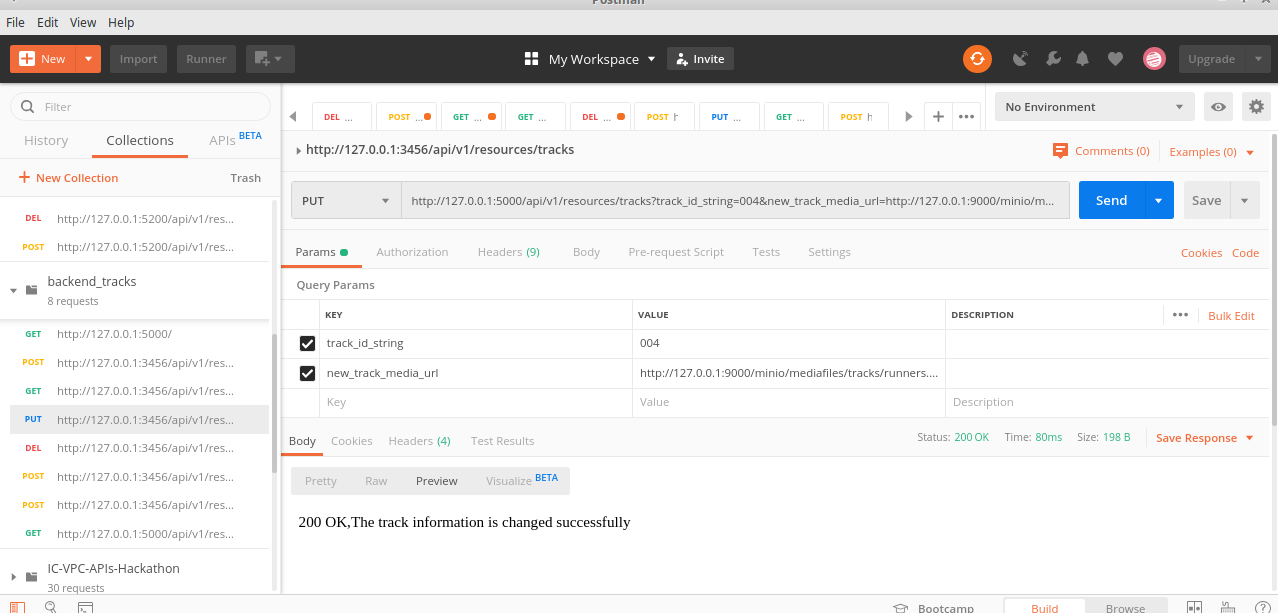 Postman
File Edit View Help
New Import Runner My Workspace Invite Upgrade
Filter
History Collections APIs BETA
New Collection Trash
DEL http://127.0.0.1:5200/api/v1/res...
POST http://127.0.0.1:5200/api/v1/res...
backend_tracks
8 requests
GET http://127.0.0.1:5000/
POST http://127.0.0.1:3456/api/v1/res...
GET http://127.0.0.1:3456/api/v1/res...
PUT http://127.0.0.1:3456/api/v1/res...
DEL http://127.0.0.1:3456/api/v1/res...
POST http://127.0.0.1:3456/api/v1/res...
POST http://127.0.0.1:3456/api/v1/res...
GET http://127.0.0.1:5000/api/v1/res...
IC-VPC-APIs-Hackathon
30 requests
DEL ... POST ... GET ... GET ... DEL ... POST h PUT ... GET ... POST h No Environment
http://127.0.0.1:3456/api/v1/resources/tracks Comments (0) Examples (0)
PUT http://127.0.0.1:5000/api/v1/resources/tracks?track_id_string=004&new_track_media_url=http://127.0.0.1:9000/minio/m... Send Save
Params Authorization Headers (9) Body Pre-request Script Tests Settings Cookies Code
Query Params
KEY VALUE DESCRIPTION ••• Bulk Edit
track_id_string 004
new_track_media_url http://127.0.0.1:9000/minio/mediafiles/tracks/runners....
Key Value Description
Body Cookies Headers (4) Test Results Status: 200 OK Time: 80ms Size: 198 B Save Response
Pretty Raw Preview Visualize BETA
200 OK,The track information is changed successfully
Bootcamp Build Browse